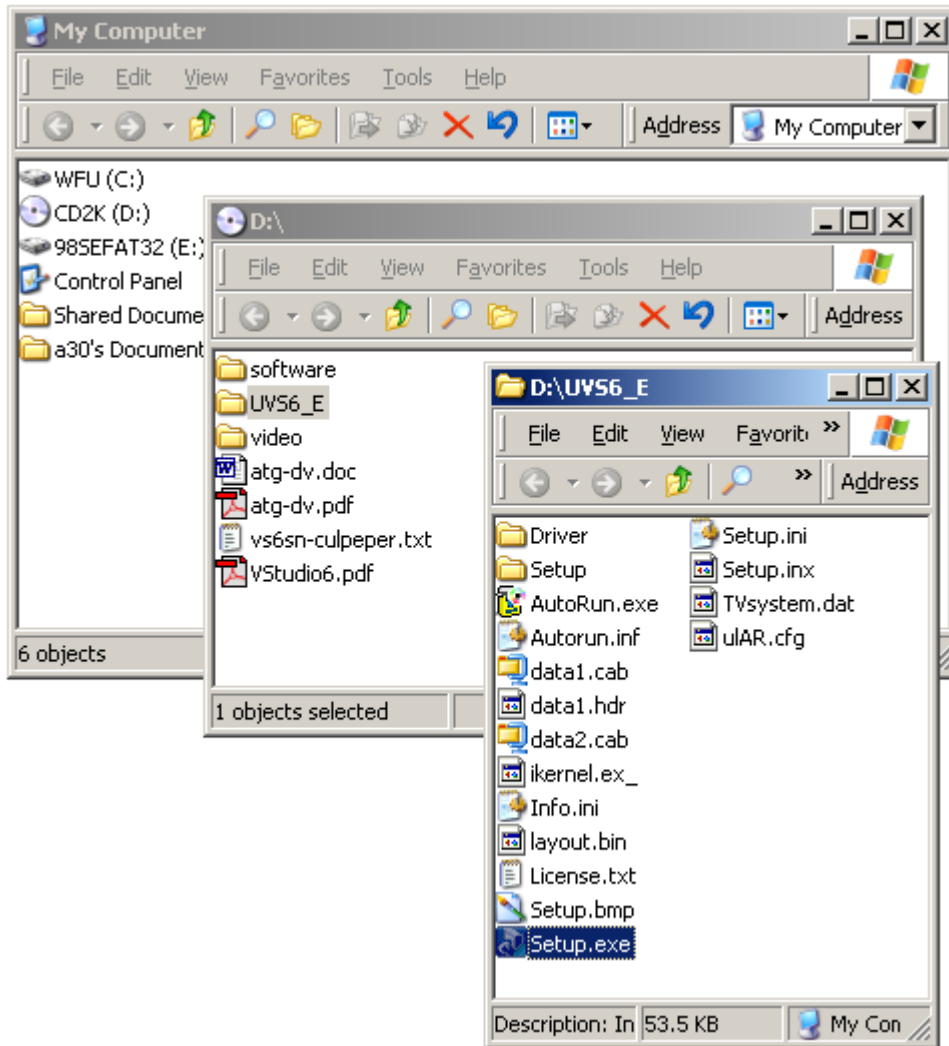 My Computer
File Edit View Favorites Tools Help
Address My Computer
WFU (C:)
CD2K (D:)
98SEFAT32 (E:)
Control Panel
Shared Docume
a30's Document
6 objects
D:\
File Edit View Favorites Tools Help
Address
software
UVS6_E
video
atg-dv.doc
atg-dv.pdf
vs6sn-culpeper.txt
VStudio6.pdf
1 objects selected
D:\UVS6_E
File Edit View Favorit »
» Address
Driver
Setup
AutoRun.exe
Autorun.inf
data1.cab
data1.hdr
data2.cab
ikernel.ex_
Info.ini
layout.bin
License.txt
Setup.bmp
Setup.exe
Setup.ini
Setup.inx
TVsystem.dat
ulAR.cfg
Description: In 53.5 KB My Con